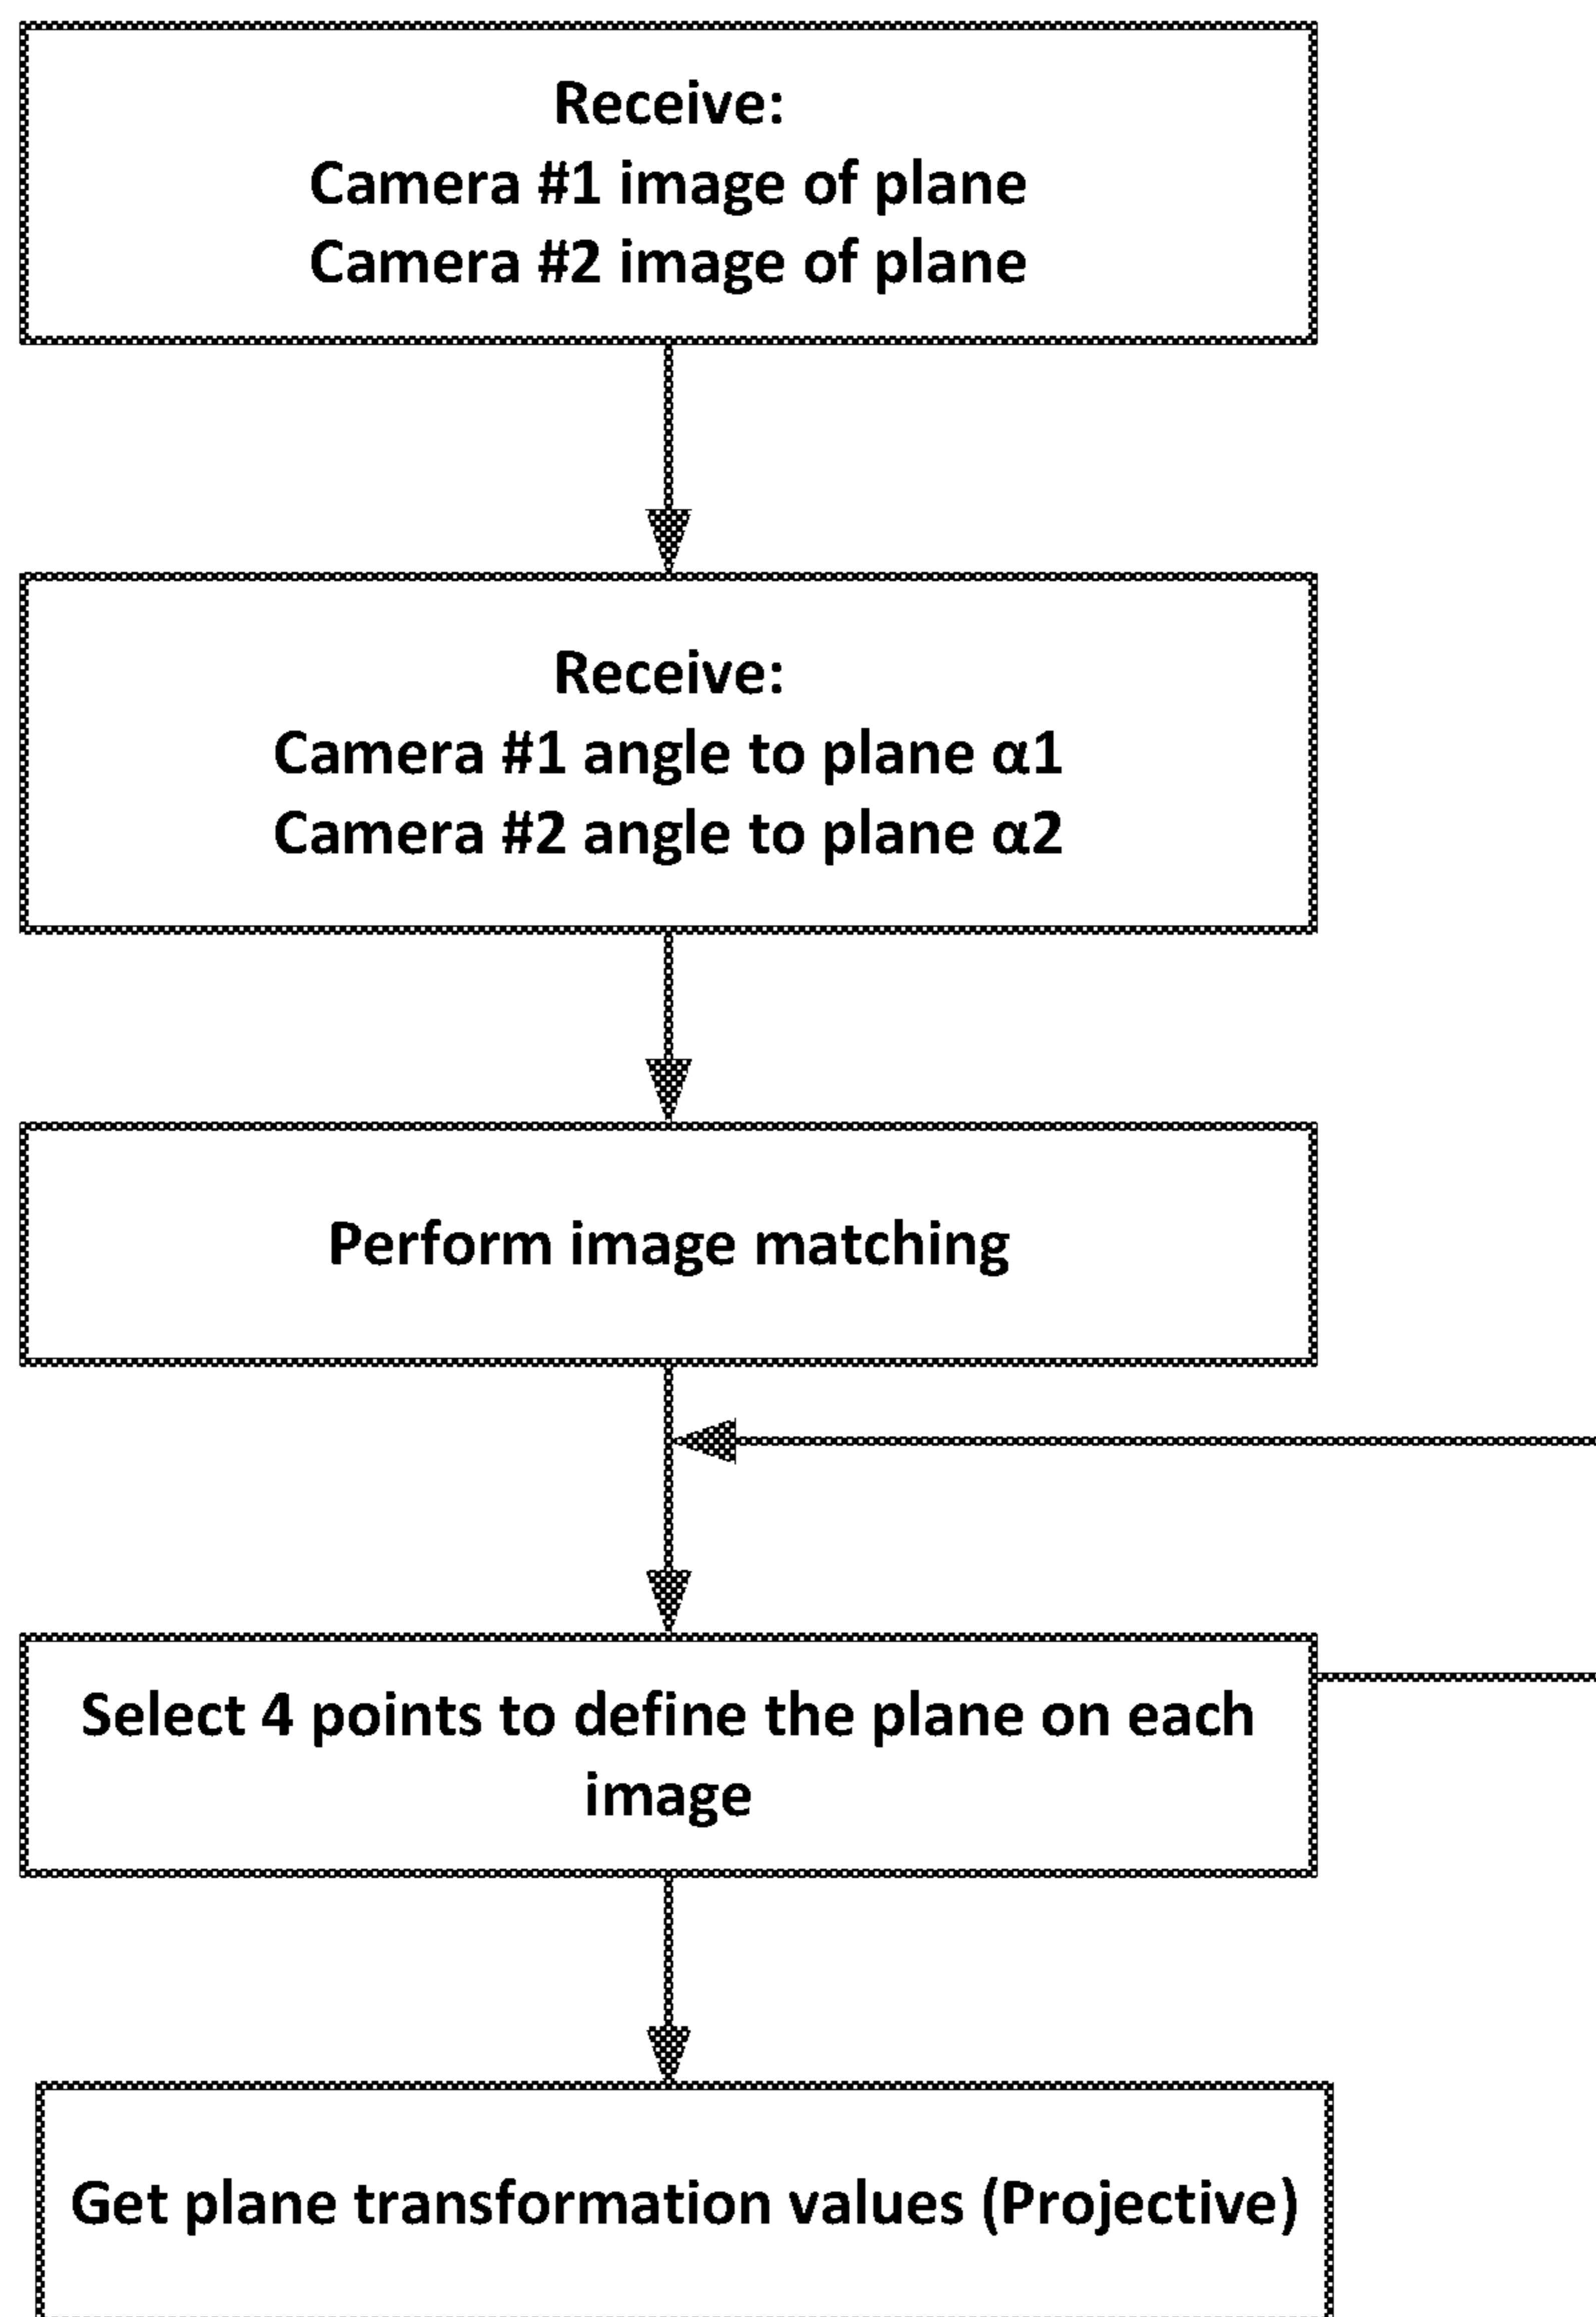 Receive:
Camera #1 image of plane
Camera #2 image of plane
Receive:
Camera #1 angle to plane α1
Camera #2 angle to plane α2
Perform image matching
Select 4 points to define the plane on each
image
Get plane transformation values (Projective)